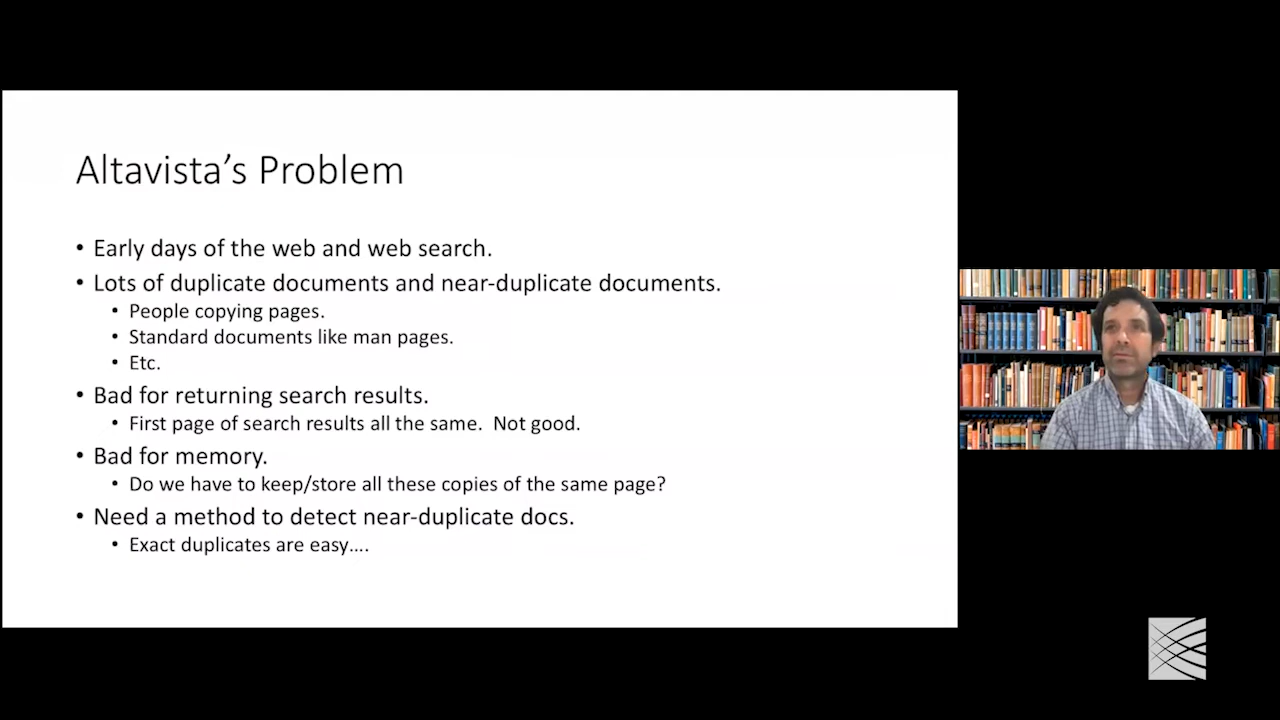 Altavista's Problem
• Early days of the web and web search.
• Lots of duplicate documents and near-duplicate documents.
• People copying pages.
• Standard documents like man pages.
• Etc.
• Bad for returning search results.
• First page of search results all the same.  Not good.
• Bad for memory.
• Do we have to keep/store all these copies of the same page?
• Need a method to detect near-duplicate docs.
• Exact duplicates are easy….